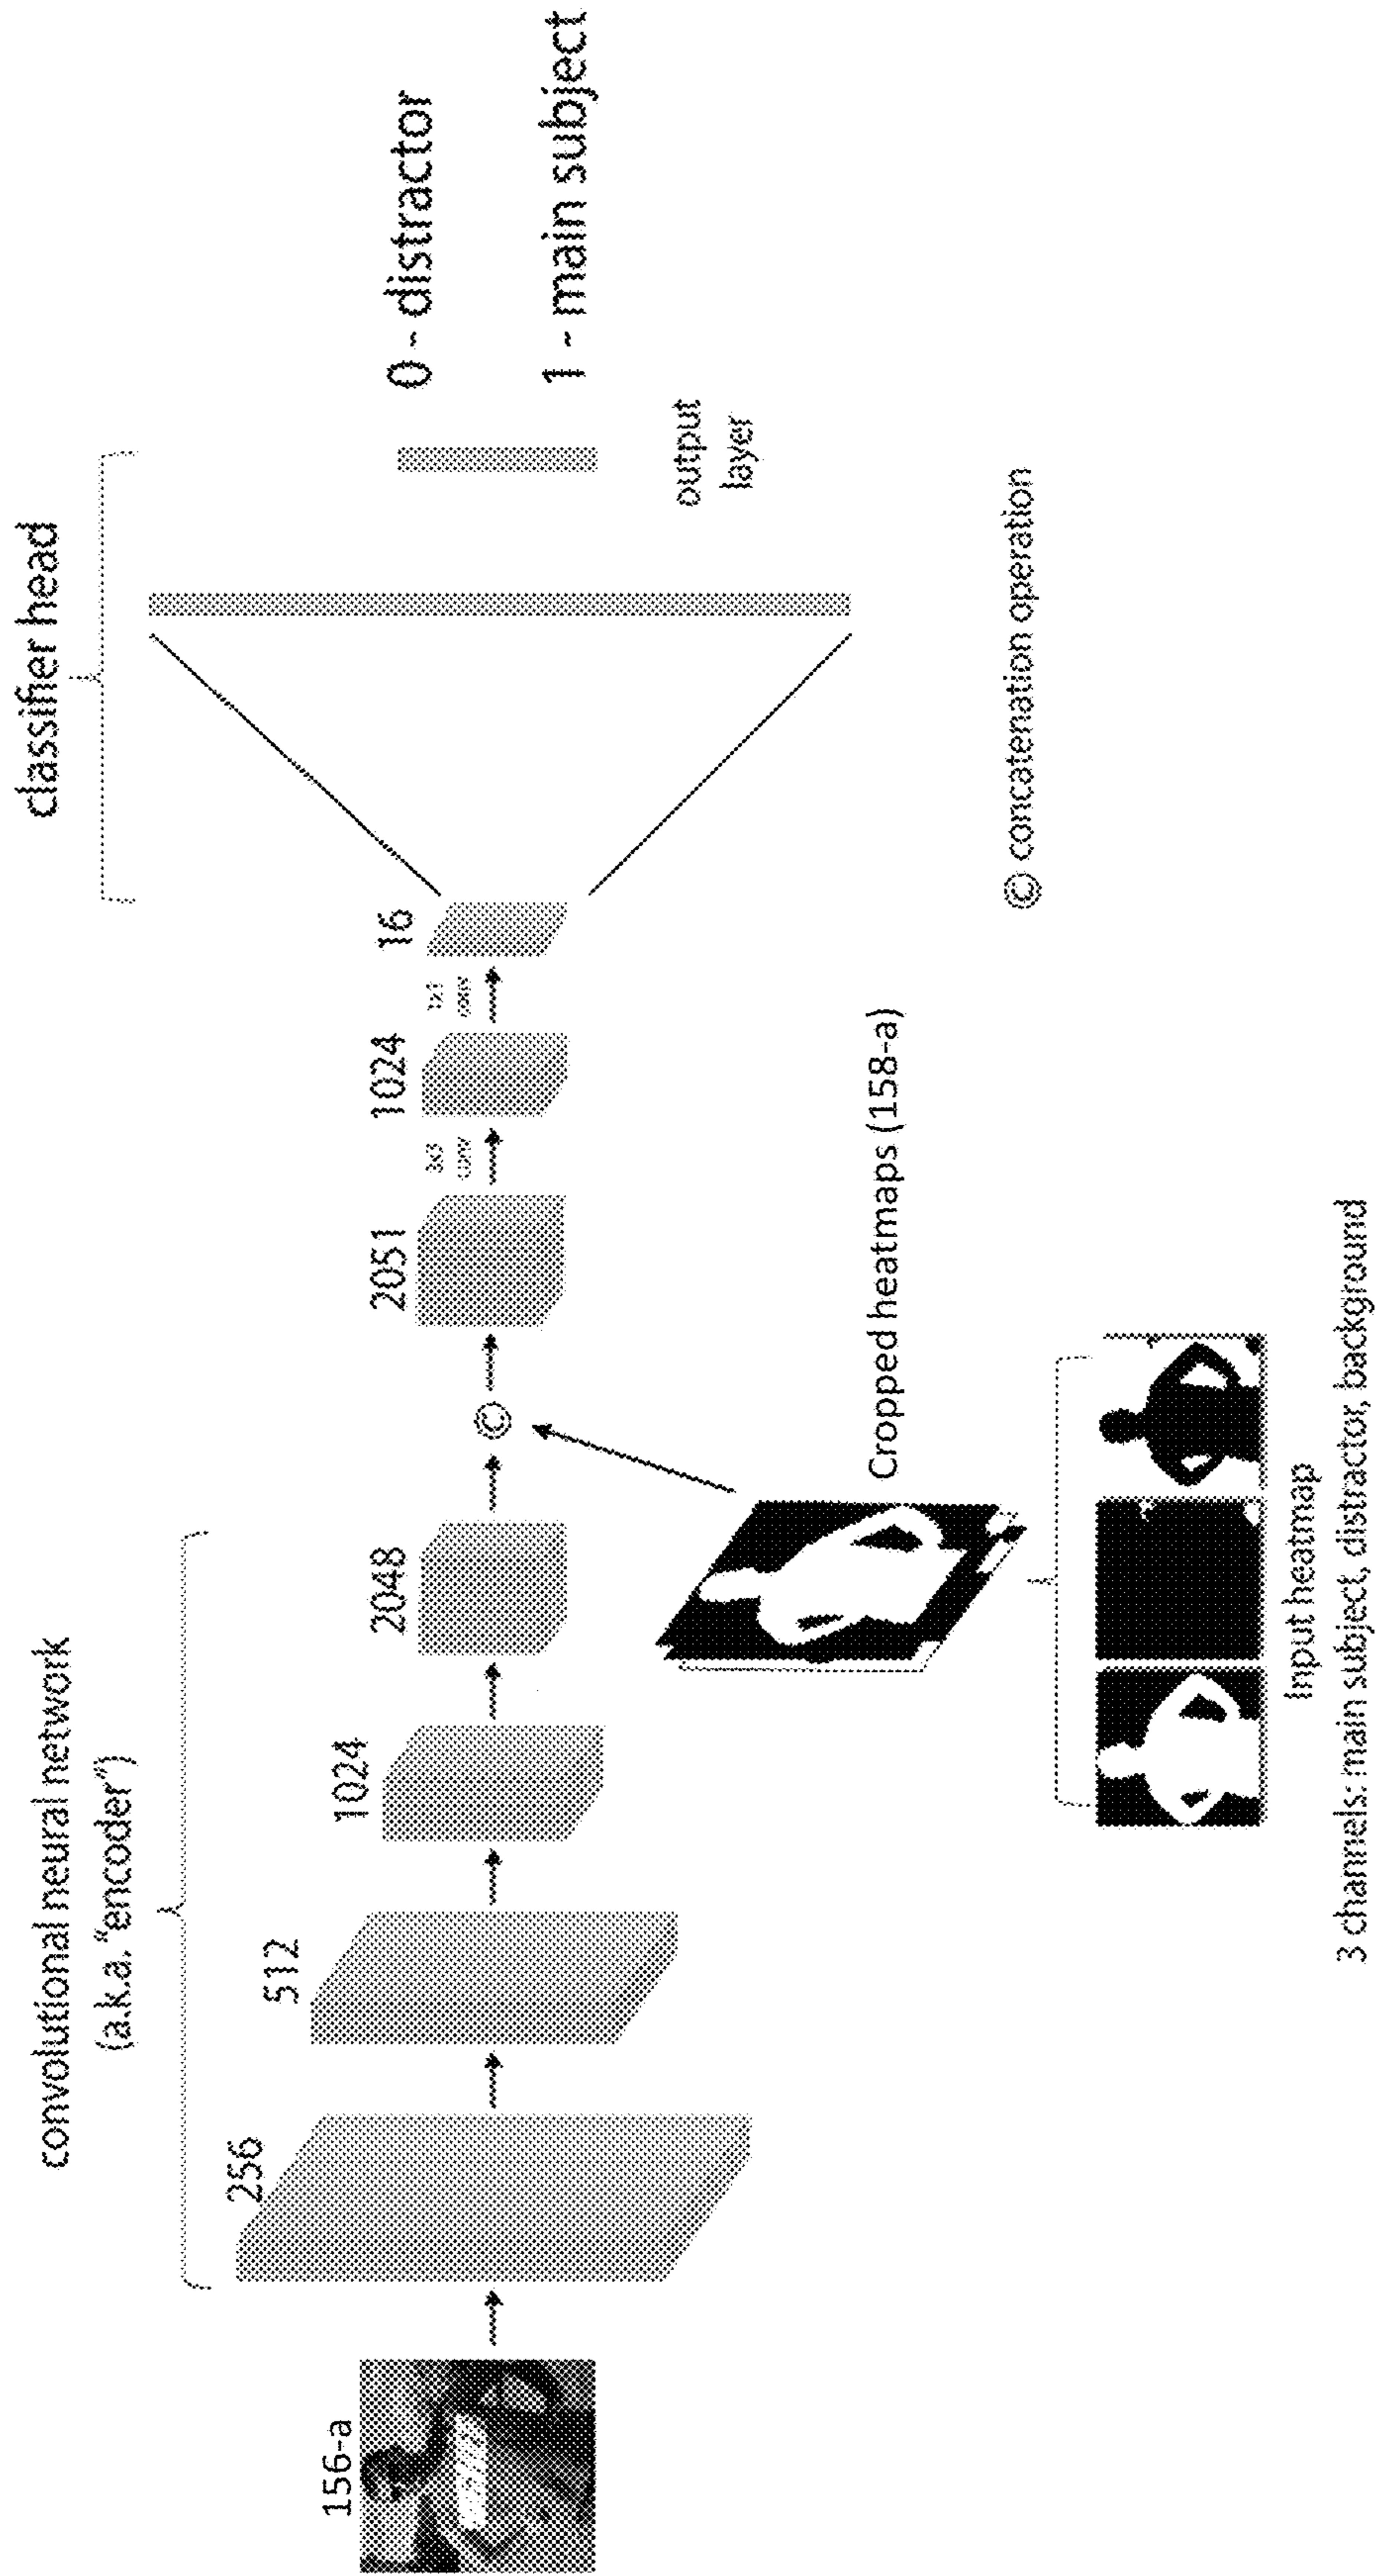 convolutional neural network
(a.k.a. “encoder”)
classifier head
156-a
256
512
1024
2048
©
2051
3x3
conv
1024
1x1
conv
16
0 - distractor
1 - main subject
output
layer
Cropped heatmaps (158-a)
© concatenation operation
Input heatmap
3 channels: main subject, distractor, background